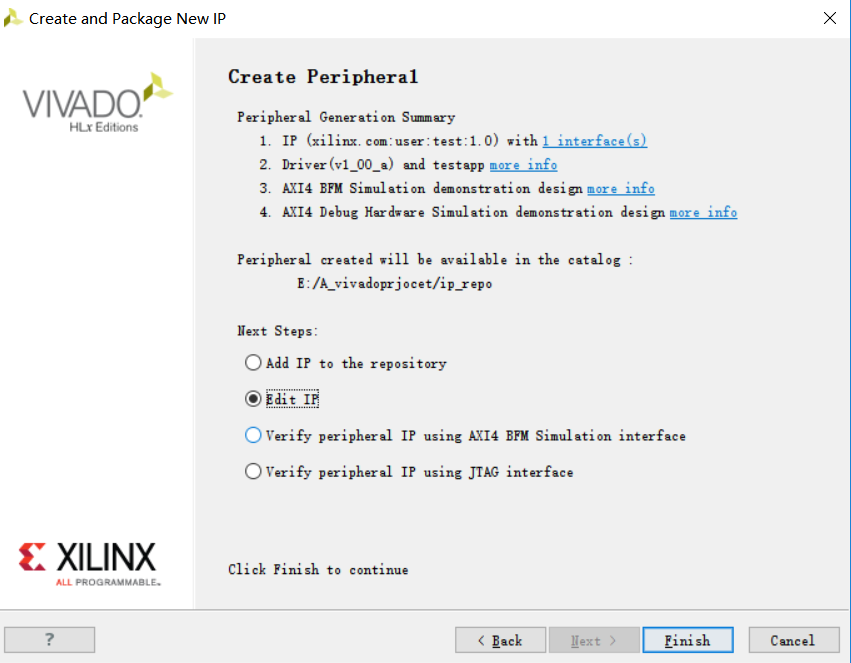 Create and Package New IP
VIVADO.
HLx Editions
Create Peripheral
Peripheral Generation Summary
1. IP (xilinx.com:user:test:1.0) with 1 interface(s)
2. Driver(v1_00_a) and testapp more info
3. AXI4 BFM Simulation demonstration design more info
4. AXI4 Debug Hardware Simulation demonstration design more info
Peripheral created will be available in the catalog :
E:/A_vivadoprjocet/ip_repo
Next Steps:
Add IP to the repository
Edit IP
Verify peripheral IP using AXI4 BFM Simulation interface
Verify peripheral IP using JTAG interface
XILINX
ALL PROGRAMMABLE™
Click Finish to continue
? < Back Next > Finish Cancel